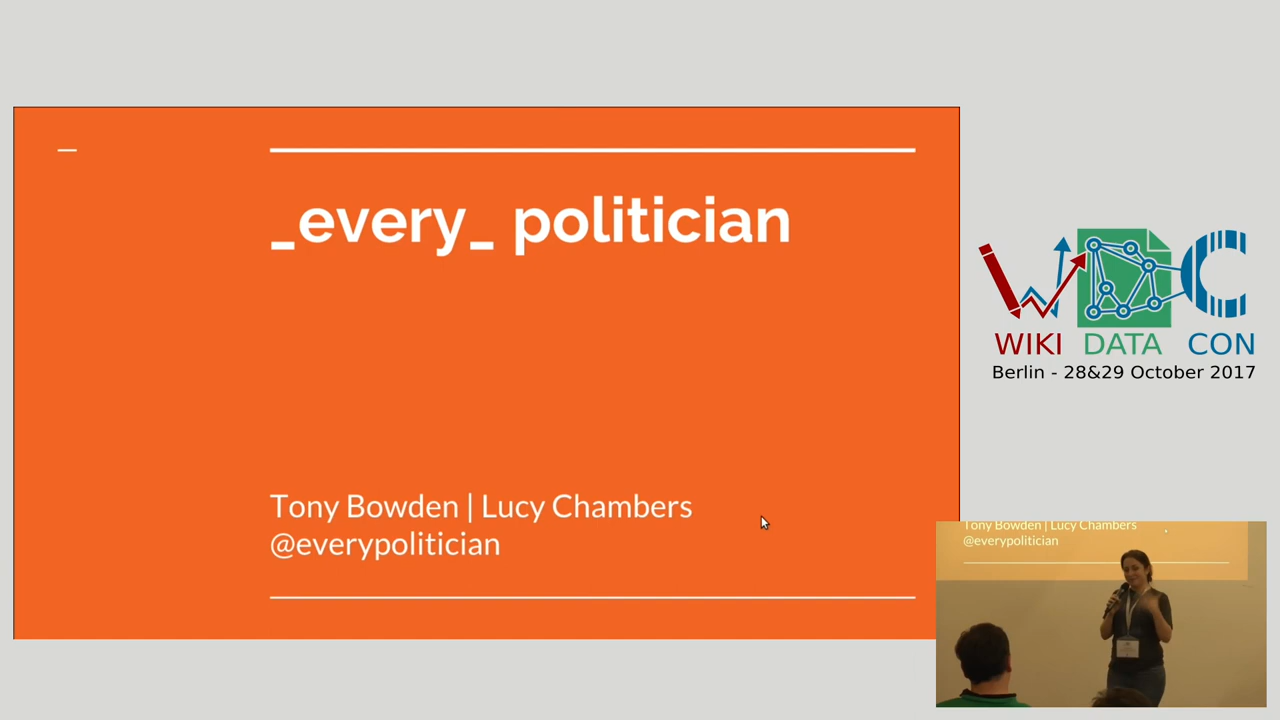 _every_ politician
Tony Bowden | Lucy Chambers
@everypolitician
WDC
WIKI DATA CON
Berlin - 28&29 October 2017
Tony Bowden | Lucy Chambers
@everypolitician